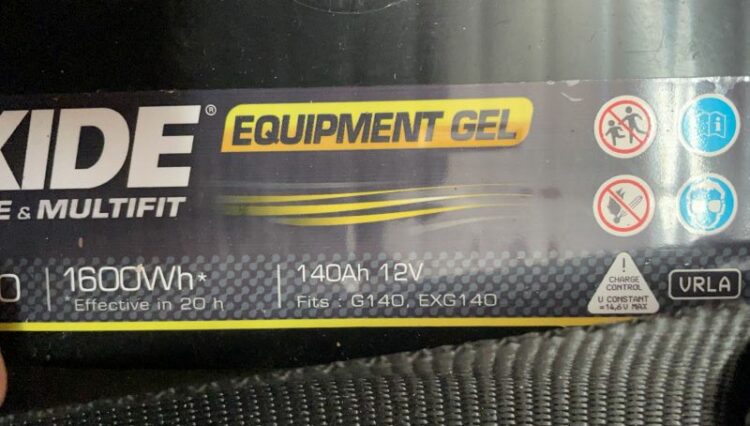 XIDE®
EQUIPMENT GEL
E & MULTIFIT
0
1600Wh*
*Effective in 20 h
140Ah 12V
Fits : G140, EXG140
!
CHARGE
CONTROL
U CONSTANT
=14,6V MAX
VRLA
i